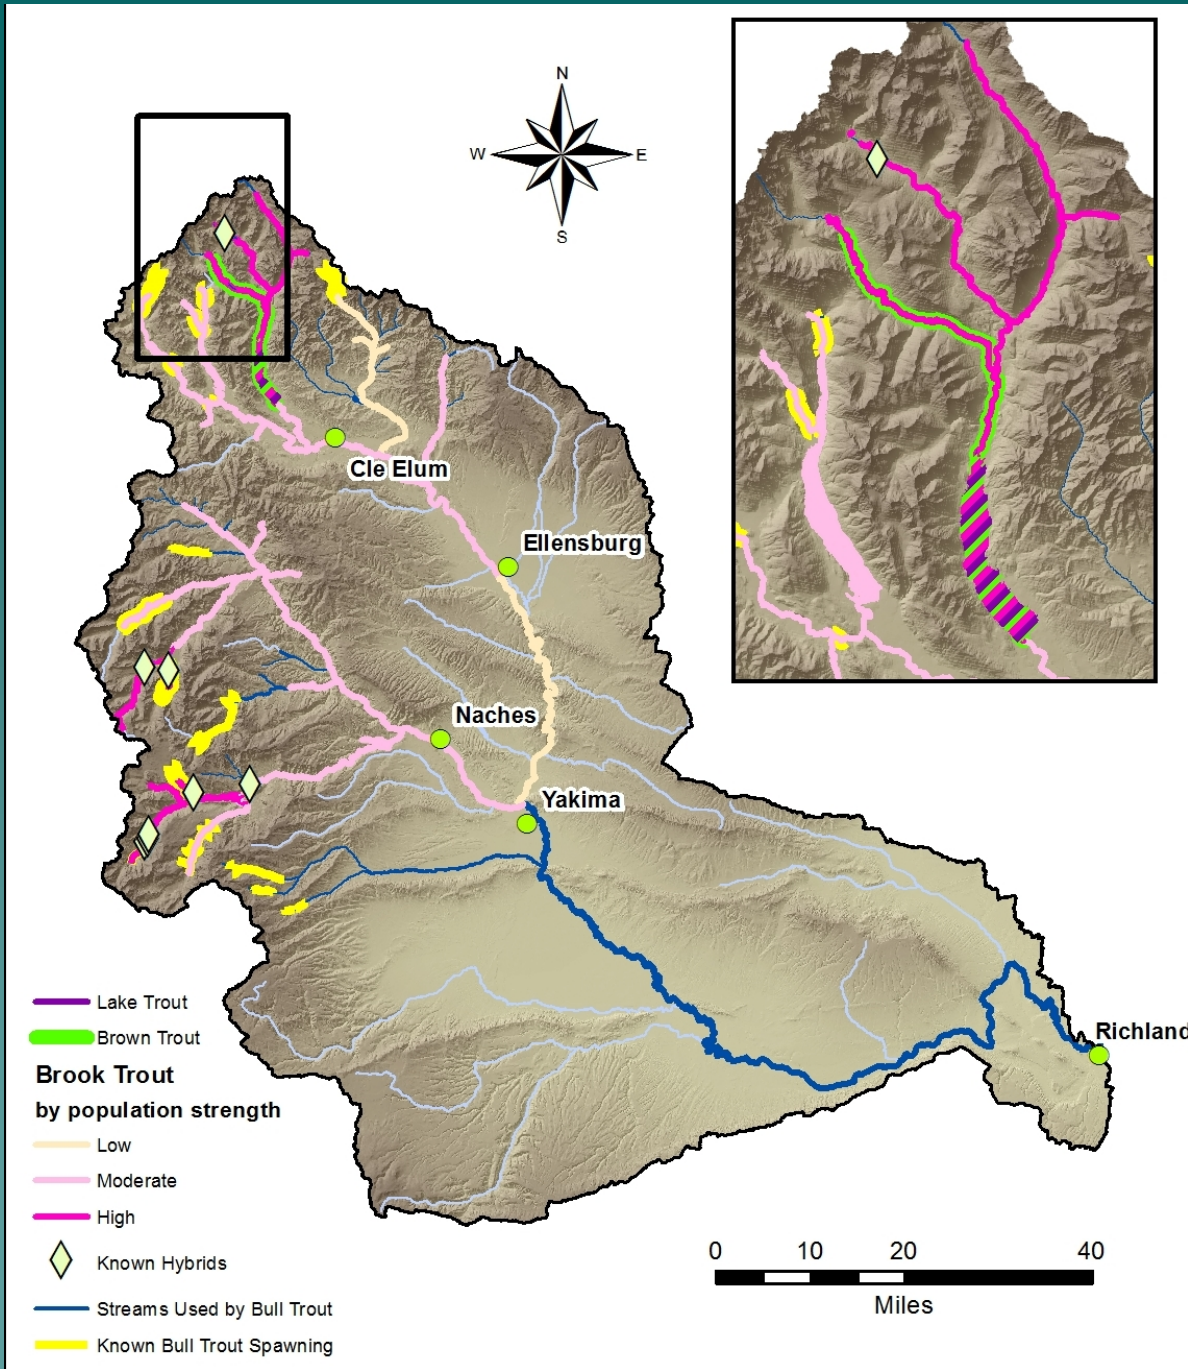 N
W
E
S
Cle Elum
Ellensburg
Naches
Yakima
Richland
Lake Trout
Brown Trout
Brook Trout
by population strength
Low
Moderate
High
Known Hybrids
Streams Used by Bull Trout
Known Bull Trout Spawning
0 10 20 40
Miles